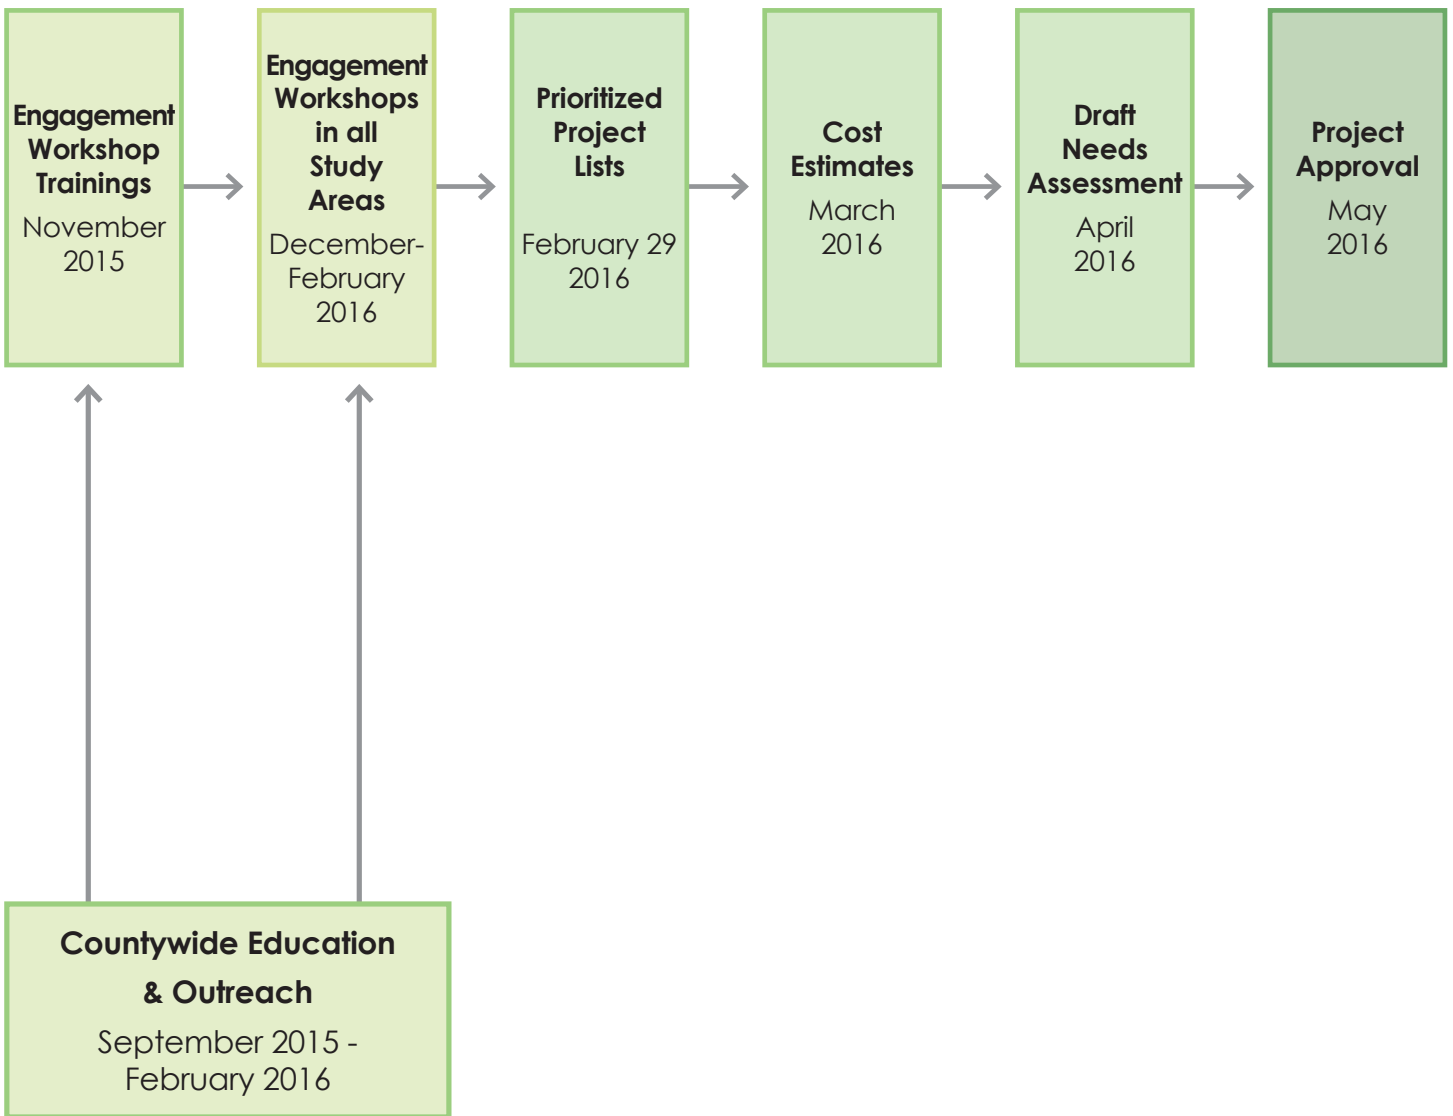 Engagement
Workshop
Trainings
November
2015
Engagement
Workshops
in all
Study
Areas
December-
February
2016
Prioritized
Project
Lists
February 29
2016
Cost
Estimates
March
2016
Draft
Needs
Assessment
April
2016
Project
Approval
May
2016
Countywide Education
& Outreach
September 2015 -
February 2016